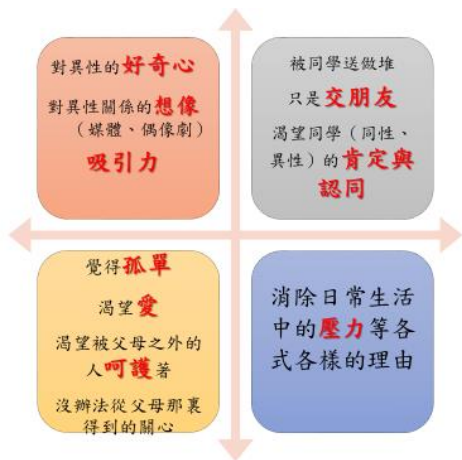 對異性的好奇心
對異性關係的想像
（媒體、偶像劇）
吸引力
被同學送做堆
只是交朋友
渴望同學（同性、
異性）的肯定與
認同
覺得孤單
渴望愛
渴望被父母之外的
人呵護著
沒辦法從父母那裏
得到的關心
消除日常生活
中的壓力等各
式各樣的理由